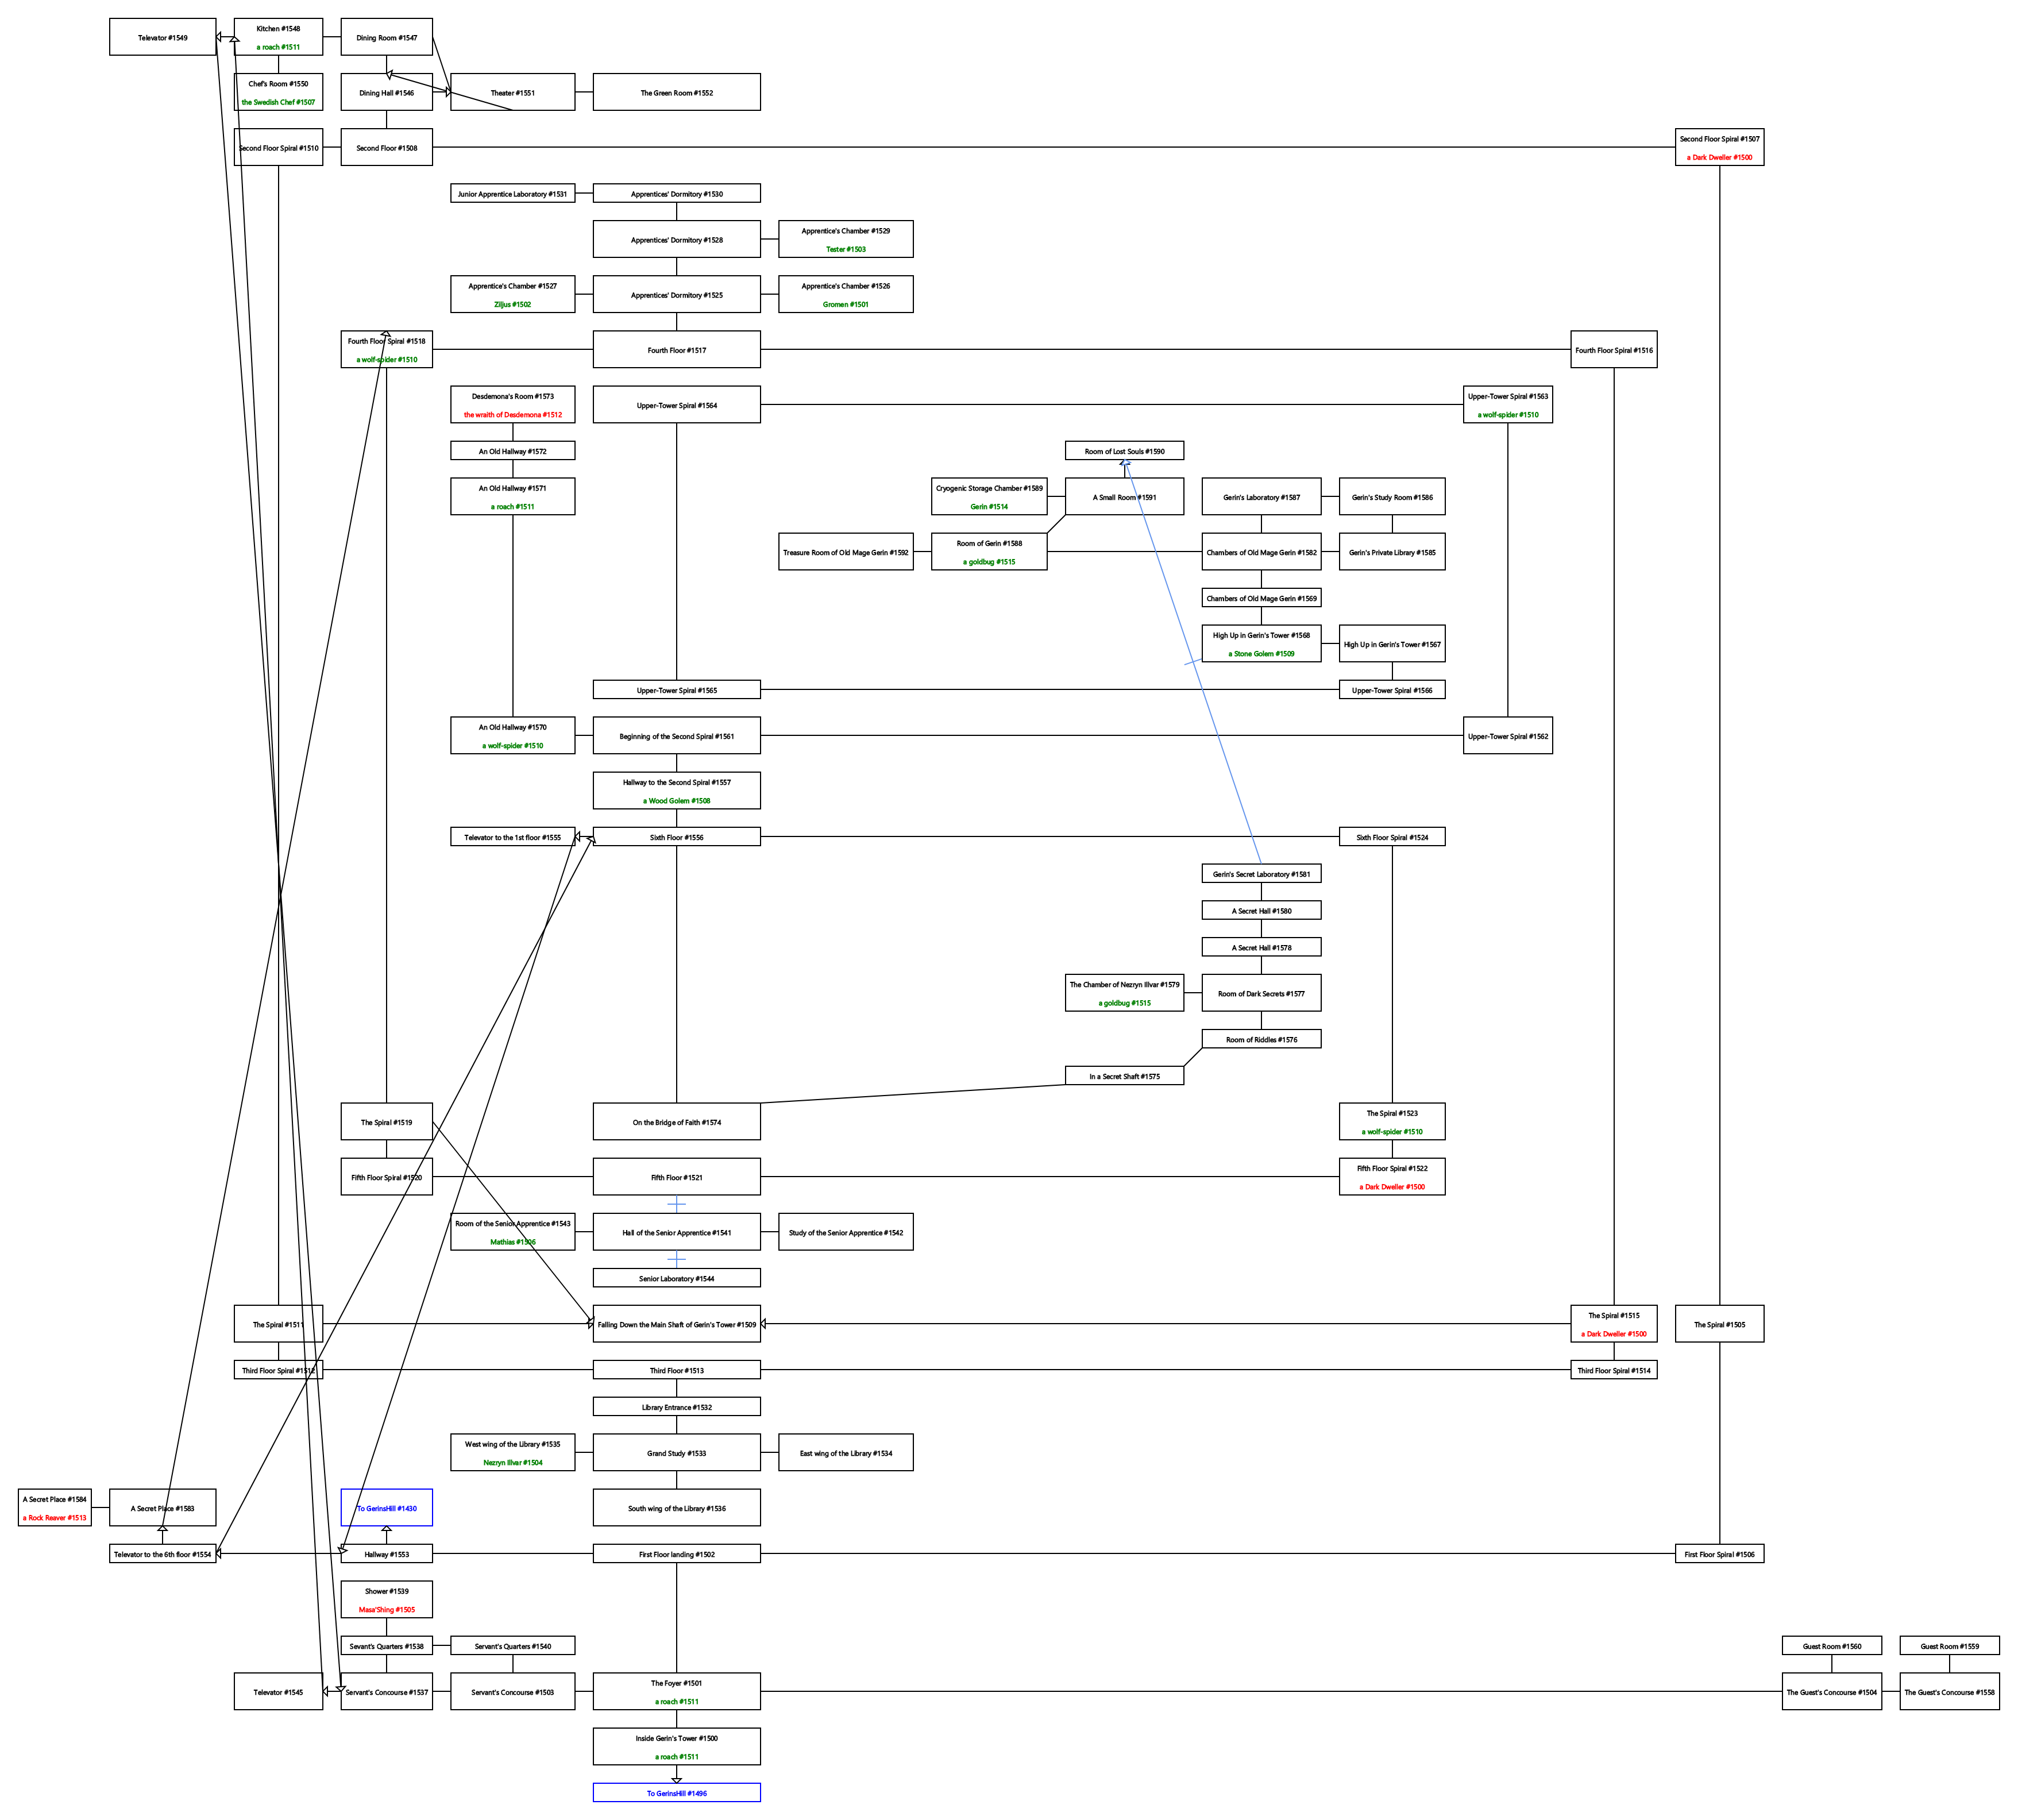 Televator #1549
Kitchen #1548
a roach #1511
Dining Room #1547
Chef's Room #1550
the Swedish Chef #1507
Dining Hall #1546
Theater #1551
The Green Room #1552
Second Floor Spiral #1510
Second Floor #1508
Second Floor Spiral #1507
a Dark Dweller #1500
Junior Apprentice Laboratory #1531
Apprentices' Dormitory #1530
Apprentices' Dormitory #1528
Apprentice's Chamber #1529
Tester #1503
Apprentice's Chamber #1527
Ziljus #1502
Apprentices' Dormitory #1525
Apprentice's Chamber #1526
Gromen #1501
Fourth Floor Spiral #1518
a wolf-spider #1510
Fourth Floor #1517
Fourth Floor Spiral #1516
Desdemona's Room #1573
the wraith of Desdemona #1512
Upper-Tower Spiral #1564
Upper-Tower Spiral #1563
a wolf-spider #1510
An Old Hallway #1572
Room of Lost Souls #1590
An Old Hallway #1571
a roach #1511
Cryogenic Storage Chamber #1589
Gerin #1514
A Small Room #1591
Gerin's Laboratory #1587
Gerin's Study Room #1586
Treasure Room of Old Mage Gerin #1592
Room of Gerin #1588
a goldbug #1515
Chambers of Old Mage Gerin #1582
Gerin's Private Library #1585
Chambers of Old Mage Gerin #1569
High Up in Gerin's Tower #1568
a Stone Golem #1509
High Up in Gerin's Tower #1567
Upper-Tower Spiral #1565
Upper-Tower Spiral #1566
An Old Hallway #1570
a wolf-spider #1510
Beginning of the Second Spiral #1561
Upper-Tower Spiral #1562
Hallway to the Second Spiral #1557
a Wood Golem #1508
Televator to the 1st floor #1555
Sixth Floor #1556
Sixth Floor Spiral #1524
Gerin's Secret Laboratory #1581
A Secret Hall #1580
A Secret Hall #1578
The Chamber of Nezryn Illvar #1579
a goldbug #1515
Room of Dark Secrets #1577
Room of Riddles #1576
In a Secret Shaft #1575
The Spiral #1519
On the Bridge of Faith #1574
The Spiral #1523
a wolf-spider #1510
Fifth Floor Spiral #1520
Fifth Floor #1521
Fifth Floor Spiral #1522
a Dark Dweller #1500
Room of the Senior Apprentice #1543
Mathias #1506
Hall of the Senior Apprentice #1541
Study of the Senior Apprentice #1542
Senior Laboratory #1544
The Spiral #1511
Falling Down the Main Shaft of Gerin's Tower #1509
The Spiral #1515
a Dark Dweller #1500
The Spiral #1505
Third Floor Spiral #1512
Third Floor #1513
Third Floor Spiral #1514
Library Entrance #1532
West wing of the Library #1535
Nezryn Illvar #1504
Grand Study #1533
East wing of the Library #1534
A Secret Place #1584
a Rock Reaver #1513
A Secret Place #1583
To GerinsHill #1430
South wing of the Library #1536
Televator to the 6th floor #1554
Hallway #1553
First Floor landing #1502
First Floor Spiral #1506
Shower #1539
Masa'Shing #1505
Sevant's Quarters #1538
Servant's Quarters #1540
Guest Room #1560
Guest Room #1559
Televator #1545
Servant's Concourse #1537
Servant's Concourse #1503
The Foyer #1501
a roach #1511
The Guest's Concourse #1504
The Guest's Concourse #1558
Inside Gerin's Tower #1500
a roach #1511
To GerinsHill #1496